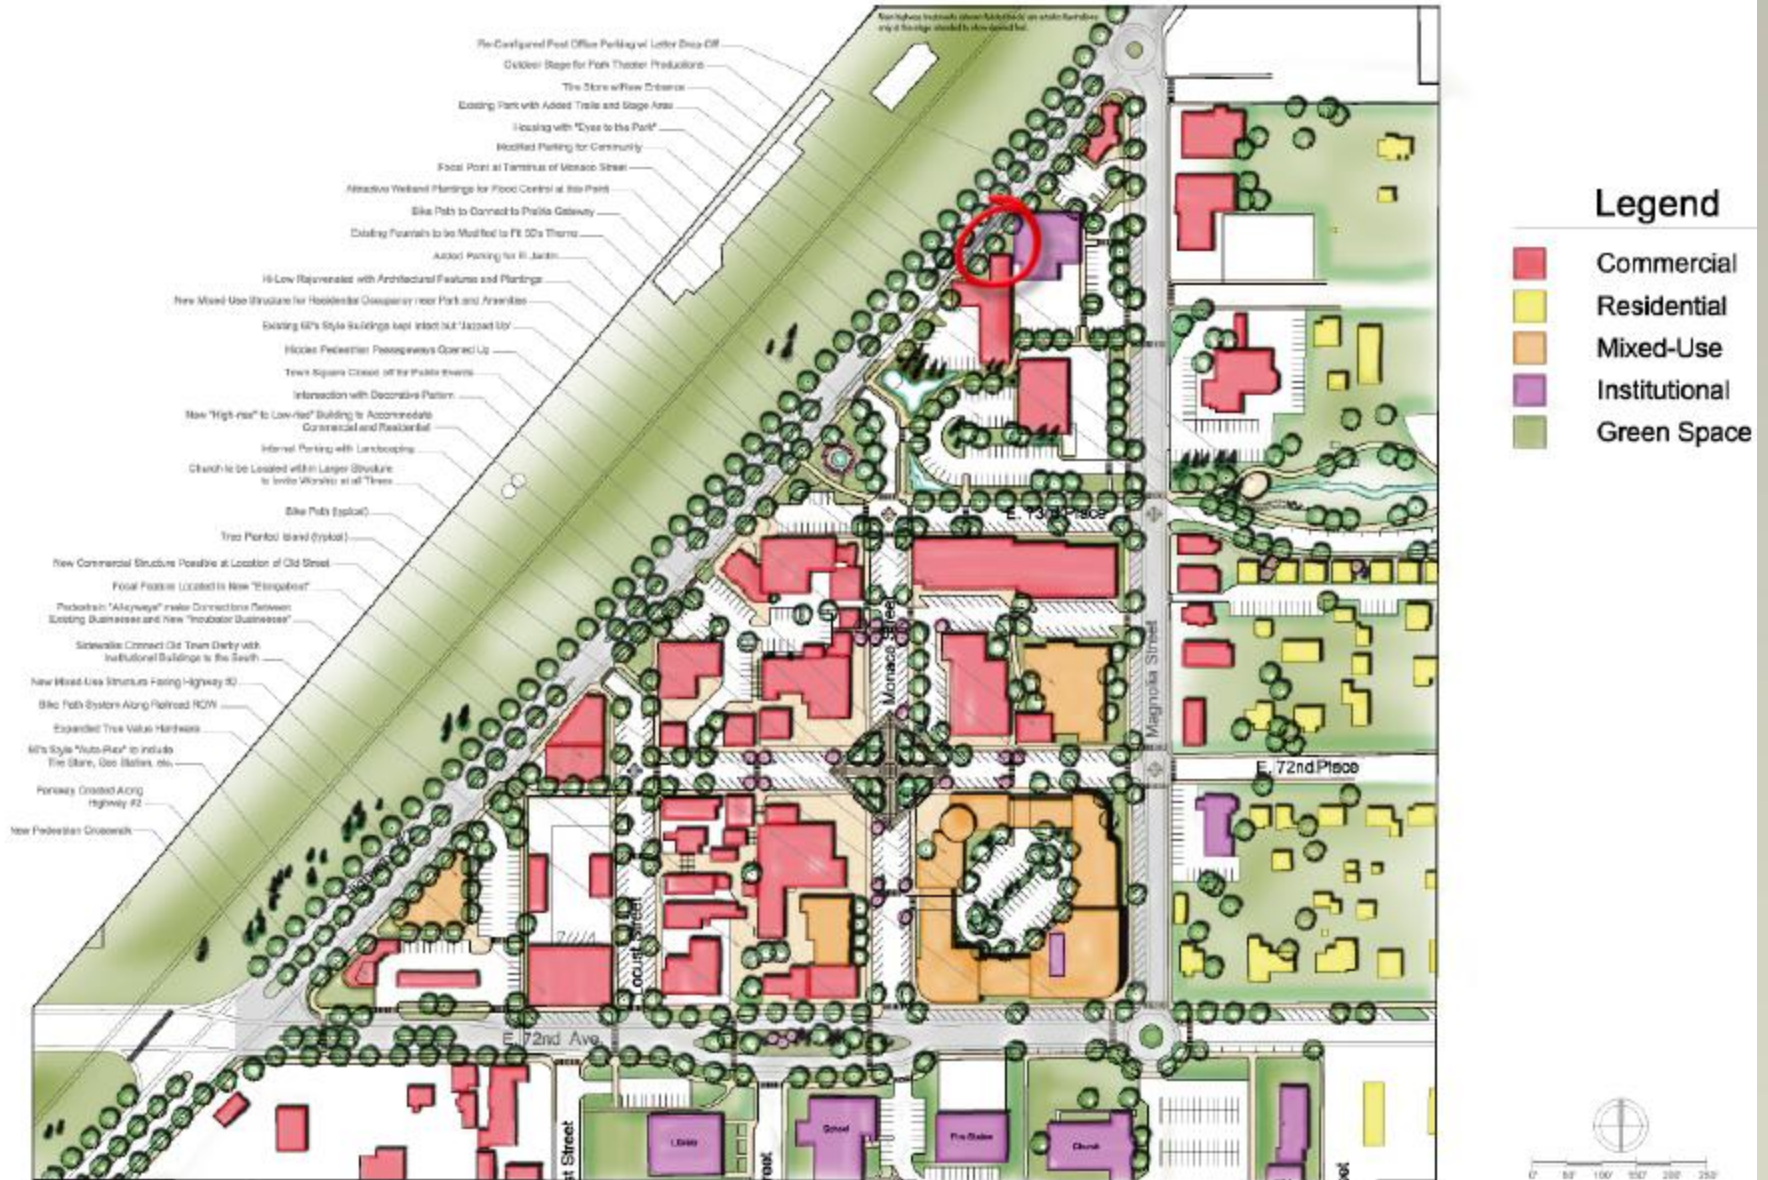 Re-Configured Post Office Parking w/ Letter Drop-Off
Outdoor Stage for Park Theater Productions
Tire Store w/New Entrance
Existing Park with Added Trails and Stage Area
Housing with "Eyes to the Park"
Modified Parking for Community
Focal Point at Terminus of Monaco Street
Attractive Wetland Plantings for Flood Control at this Point
Bike Path to Connect to Prairie Gateway
Existing Fountain to be Modified to Fit 50's Theme
Added Parking for El Jardin
Hi-Low Rejuvenated with Architectural Features and Plantings
New Mixed-Use Structure for Residential Occupancy near Park and Amenities
Existing 60's Style Buildings kept intact but 'Jazzed Up'
Hidden Pedestrian Passageways Opened Up
Town Square Closed off for Public Events
Intersection with Decorative Pattern
New "High-rise" to Low-rise" Building to Accommodate
Commercial and Residential
Internal Parking with Landscaping
Church to be Located within Larger Structure
to Invite Worship at all Times
Bike Path (typical)
Tree Planted Island (typical)
New Commercial Structure Possible at Location of Old Street
Focal Feature Located in New "Elongabout"
Pedestrain "Alleyways" make Connections Between
Existing Businesses and New "Incubator Businesses"
Sidewalks Connect Old Town Derby with
Institutional Buildings to the South
New Mixed-Use Structure Facing Highway #2
Bike Path System Along Railroad ROW
Expanded True Value Hardware
60's Style "Auto-Plex" to include
Tire Store, Gas Station, etc.
Parkway Created Along
Highway #2
New Pedestrian Crosswalk
E. 73rd Place
Monaco Street
Magnolia Street
E. 72nd Place
Locust Street
E. 72nd Ave.
Library
School
Fire Station
Church
st Street
reet
et
Legend
Commercial
Residential
Mixed-Use
Institutional
Green Space
0' 50' 100' 150' 200' 250'